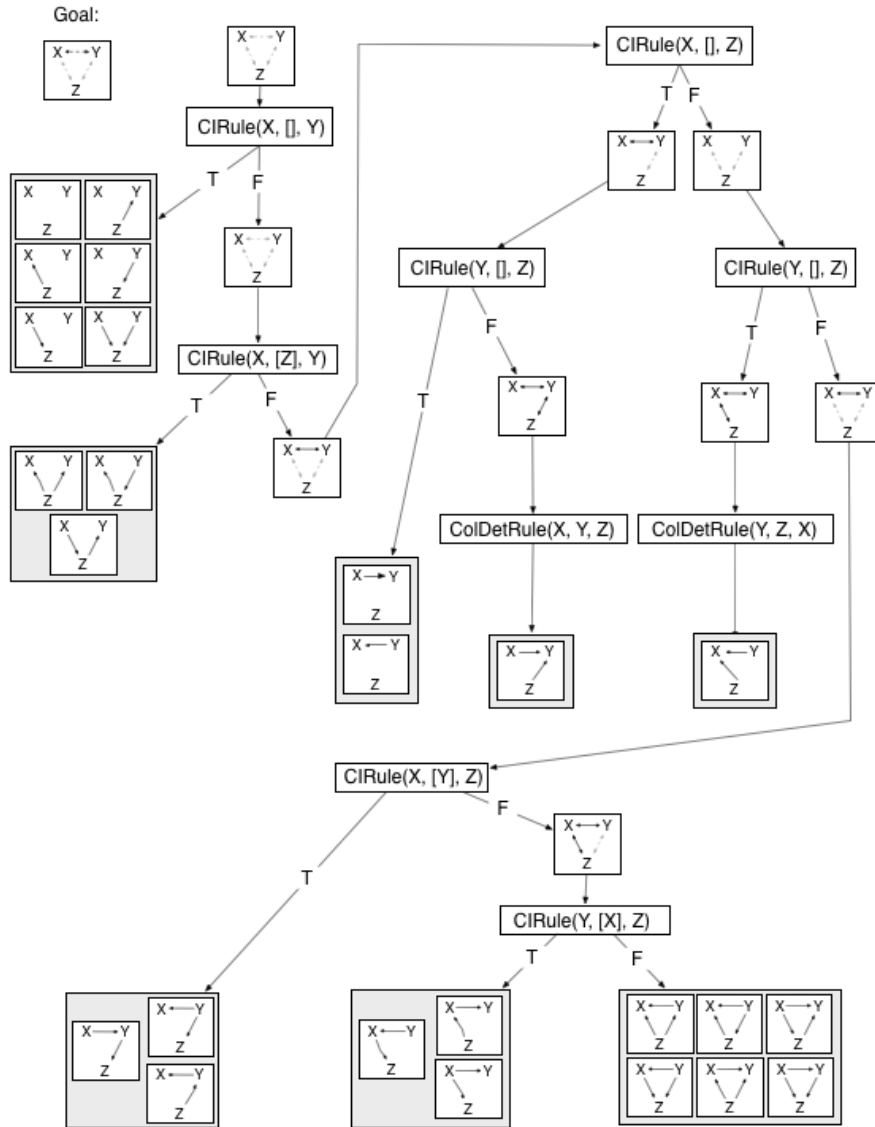 Goal:
X Y
Z
X Y
Z
CIRule(X, [], Y)
T
F
X Y
Z
X Y
Z
X Y
Z
X Y
Z
X Y
Z
X Y
Z
X Y
Z
CIRule(X, [Z], Y)
T
F
X Y
Z
X Y
Z
X Y
Z
X Y
Z
CIRule(X, [], Z)
T
F
X Y
Z
X Y
Z
CIRule(Y, [], Z)
T
F
X Y
Z
ColDetRule(X, Y, Z)
X Y
Z
X Y
Z
X Y
Z
CIRule(Y, [], Z)
T
F
X Y
Z
X Y
Z
ColDetRule(Y, Z, X)
X Y
Z
CIRule(X, [Y], Z)
T
F
X Y
Z
CIRule(Y, [X], Z)
T
F
X Y
Z
X Y
Z
X Y
Z
X Y
Z
X Y
Z
X Y
Z
X Y
Z
X Y
Z
X Y
Z
X Y
Z
X Y
Z
X Y
Z